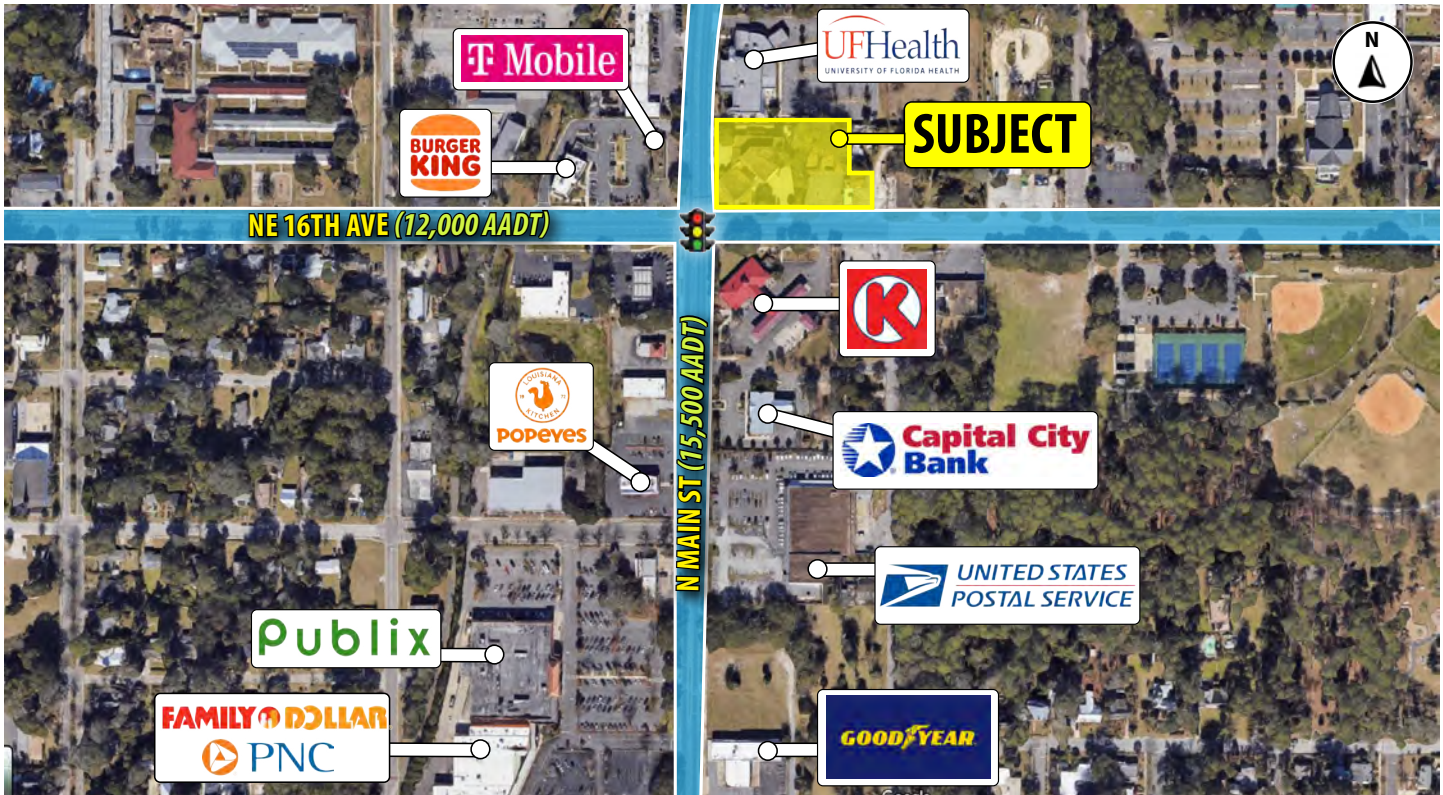 T Mobile
UFHealth
UNIVERSITY OF FLORIDA HEALTH
N
BURGER
KING
SUBJECT
NE 16TH AVE (12,000 AADT)
K
N MAIN ST (15,500 AADT)
LOUISIANA
KITCHEN
POPEYES
Capital City
Bank
UNITED STATES
POSTAL SERVICE
Publix
FAMILY DOLLAR
PNC
GOODYEAR